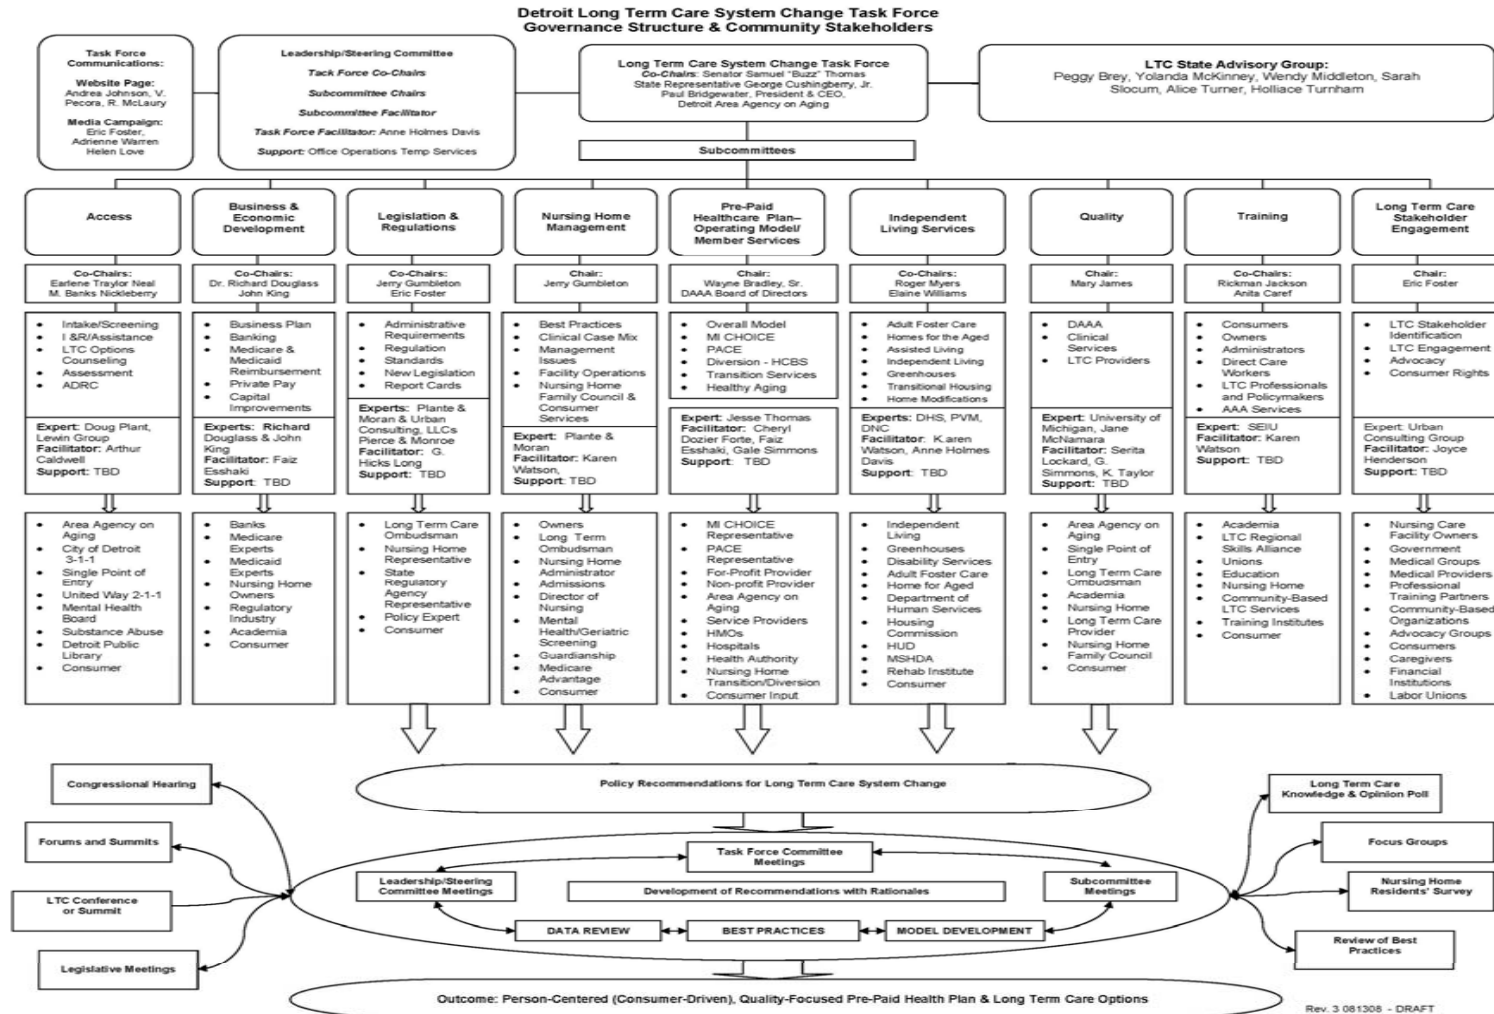 Detroit Long Term Care System Change Task Force
Governance Structure & Community Stakeholders
Task Force
Communications:
Website Page:
Andrea Johnson, V.
Pecora, R. McLaury
Media Campaign:
Eric Foster,
Adrienne Warren
Helen Love
Leadership/Steering Committee
Tack Force Co-Chairs
Subcommittee Chairs
Subcommittee Facilitator
Task Force Facilitator: Anne Holmes Davis
Support: Office Operations Temp Services
Long Term Care System Change Task Force
Co-Chairs: Senator Samuel "Buzz" Thomas
State Representative George Cushingberry, Jr.
Paul Bridgewater, President & CEO,
Detroit Area Agency on Aging
LTC State Advisory Group:
Peggy Brey, Yolanda McKinney, Wendy Middleton, Sarah
Slocum, Alice Turner, Holliace Turnham
Subcommittees
Access
Co-Chairs:
Earlene Traylor Neal
M. Banks Nickleberry
• Intake/Screening
• I &R/Assistance
• LTC Options
Counseling
• Assessment
• ADRC
Expert: Doug Plant,
Lewin Group
Facilitator: Arthur
Caldwell
Support: TBD
• Area Agency on
Aging
• City of Detroit
3-1-1
• Single Point of
Entry
• United Way 2-1-1
• Mental Health
Board
• Substance Abuse
• Detroit Public
Library
• Consumer
Business &
Economic
Development
Co-Chairs:
Dr. Richard Douglass
John King
• Business Plan
• Banking
• Medicare &
Medicaid
Reimbursement
• Private Pay
• Capital
Improvements
Experts: Richard
Douglass & John
King
Facilitator: Faiz
Esshaki
Support: TBD
• Banks
• Medicare
Experts
• Medicaid
Experts
• Nursing Home
Owners
• Regulatory
Industry
• Academia
• Consumer
Legislation &
Regulations
Co-Chairs:
Jerry Gumbleton
Eric Foster
• Administrative
Requirements
• Regulation
• Standards
• New Legislation
• Report Cards
Experts: Plante &
Moran & Urban
Consulting, LLCs
Pierce & Monroe
Facilitator: G.
Hicks Long
Support: TBD
• Long Term Care
Ombudsman
• Nursing Home
Representative
• State
Regulatory
Agency
Representative
• Policy Expert
• Consumer
Nursing Home
Management
Chair:
Jerry Gumbleton
• Best Practices
• Clinical Case Mix
• Management
Issues
• Facility Operations
• Nursing Home
Family Council &
Consumer
Services
Expert: Plante &
Moran
Facilitator: Karen
Watson,
Support: TBD
• Owners
• Long Term
Ombudsman
• Nursing Home
Administrator
• Admissions
• Director of
Nursing
• Mental
Health/Geriatric
Screening
• Guardianship
• Medicare
Advantage
• Consumer
Pre-Paid
Healthcare Plan–
Operating Model/
Member Services
Chair:
Wayne Bradley, Sr.
DAAA Board of Directors
• Overall Model
• MI CHOICE
• PACE
• Diversion - HCBS
• Transition Services
• Healthy Aging
Expert: Jesse Thomas
Facilitator: Cheryl
Dozier Forte, Faiz
Esshaki, Gale Simmons
Support: TBD
• MI CHOICE
Representative
• PACE
Representative
• For-Profit Provider
• Non-profit Provider
• Area Agency on
Aging
• Service Providers
• HMOs
• Hospitals
• Health Authority
• Nursing Home
Transition/Diversion
• Consumer Input
Independent
Living Services
Co-Chairs:
Roger Myers
Elaine Williams
• Adult Foster Care
• Homes for the Aged
• Assisted Living
• Independent Living
• Greenhouses
• Transitional Housing
• Home Modifications
Experts: DHS, PVM,
DNC
Facilitator: K.aren
Watson, Anne Holmes
Davis
Support: TBD
• Independent
Living
• Greenhouses
• Disability Services
• Adult Foster Care
• Home for Aged
• Department of
Human Services
• Housing
Commission
• HUD
• MSHDA
• Rehab Institute
• Consumer
Quality
Chair:
Mary James
• DAAA
• Clinical
Services
• LTC Providers
Expert: University of
Michigan, Jane
McNamara
Facilitator: Serita
Lockard, G.
Simmons, K. Taylor
Support: TBD
• Area Agency on
Aging
• Single Point of
Entry
• Long Term Care
Ombudsman
• Academia
• Nursing Home
• Long Term Care
Provider
• Nursing Home
Family Council
• Consumer
Training
Co-Chairs:
Rickman Jackson
Anita Caref
• Consumers
• Owners
• Administrators
• Direct Care
Workers
• LTC Professionals
and Policymakers
• AAA Services
Expert: SEIU
Facilitator: Karen
Watson
Support: TBD
• Academia
• LTC Regional
Skills Alliance
• Unions
• Education
• Nursing Home
• Community-Based
LTC Services
• Training Institutes
• Consumer
Long Term Care
Stakeholder
Engagement
Chair:
Eric Foster
• LTC Stakeholder
Identification
• LTC Engagement
• Advocacy
• Consumer Rights
Expert: Urban
Consulting Group
Facilitator: Joyce
Henderson
Support: TBD
• Nursing Care
Facility Owners
• Government
• Medical Groups
• Medical Providers
• Professional
Training Partners
• Community-Based
Organizations
• Advocacy Groups
• Consumers
• Caregivers
• Financial
Institutions
• Labor Unions
Policy Recommendations for Long Term Care System Change
Congressional Hearing
Forums and Summits
LTC Conference
or Summit
Legislative Meetings
Task Force Committee
Meetings
Leadership/Steering
Committee Meetings
Development of Recommendations with Rationales
Subcommittee
Meetings
DATA REVIEW
BEST PRACTICES
MODEL DEVELOPMENT
Long Term Care
Knowledge & Opinion Poll
Focus Groups
Nursing Home
Residents' Survey
Review of Best
Practices
Outcome: Person-Centered (Consumer-Driven), Quality-Focused Pre-Paid Health Plan & Long Term Care Options
Rev. 3 081308 - DRAFT